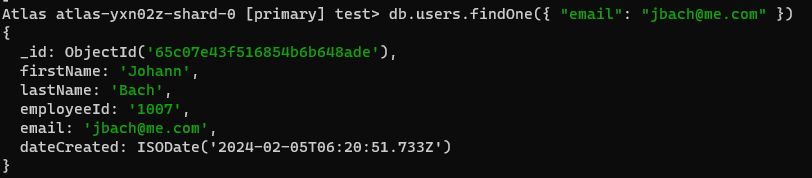 Atlas atlas-yxn02z-shard-0 [primary] test> db.users.findOne({ "email": "jbach@me.com" })
{
  _id: ObjectId('65c07e43f516854b6b648ade'),
  firstName: 'Johann',
  lastName: 'Bach',
  employeeId: '1007',
  email: 'jbach@me.com',
  dateCreated: ISODate('2024-02-05T06:20:51.733Z')
}